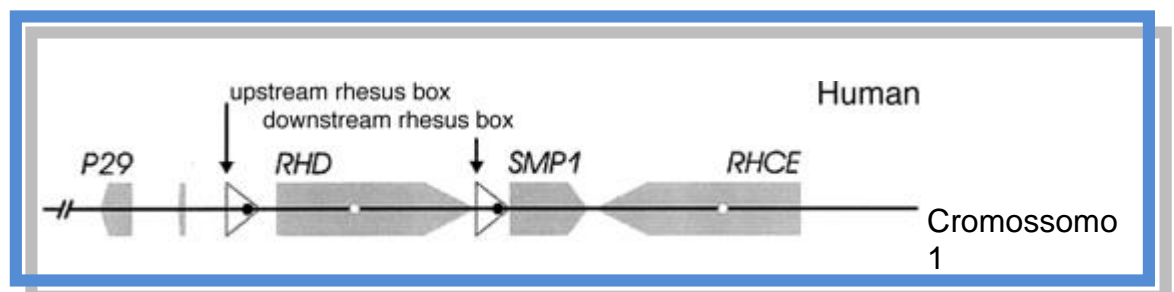 upstream rhesus box
Human
downstream rhesus box
P29
RHD
SMP1
RHCE
Cromossomo
1